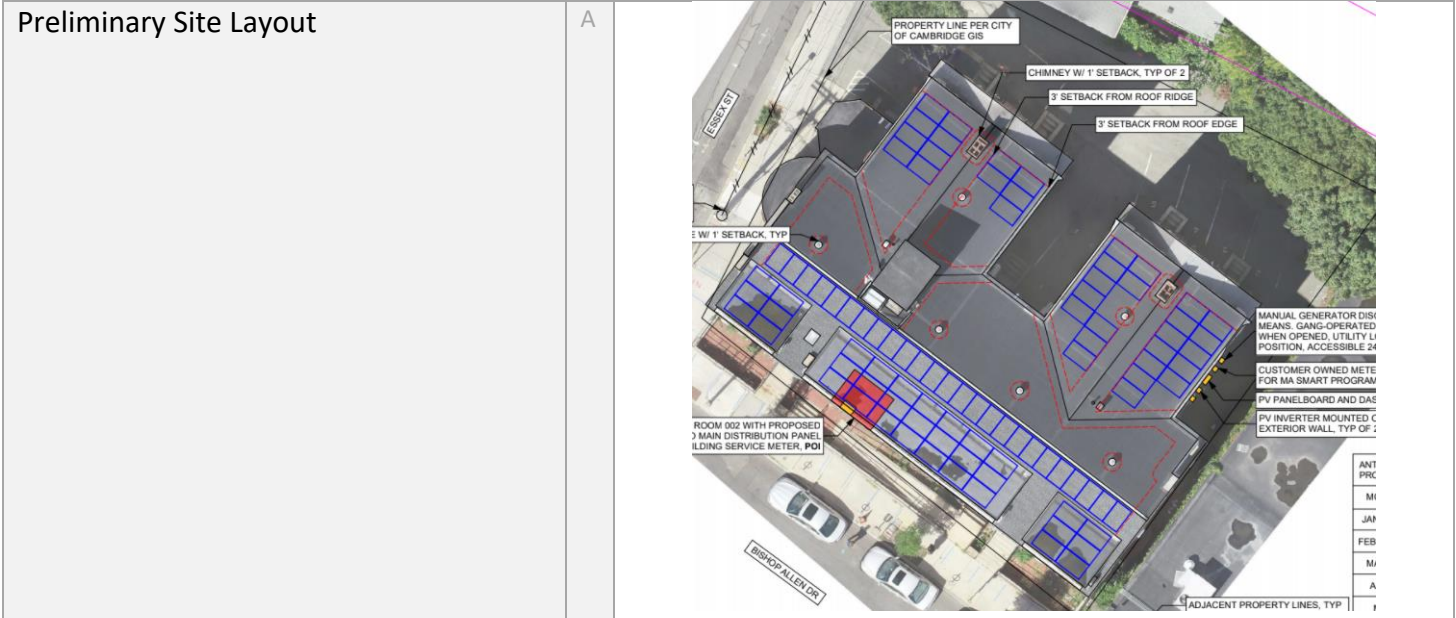 Preliminary Site Layout
A
PROPERTY LINE PER CITY
OF CAMBRIDGE GIS
CHIMNEY W/ 1' SETBACK, TYP OF 2
3' SETBACK FROM ROOF RIDGE
3' SETBACK FROM ROOF EDGE
ESSEX ST
E W/ 1' SETBACK, TYP
MANUAL GENERATOR DISC
MEANS. GANG-OPERATED
WHEN OPENED, UTILITY L
POSITION, ACCESSIBLE 24
CUSTOMER OWNED METE
FOR MA SMART PROGRAM
PV PANELBOARD AND DAS
PV INVERTER MOUNTED O
EXTERIOR WALL, TYP OF 2
ROOM 002 WITH PROPOSED
D MAIN DISTRIBUTION PANEL
ILDING SERVICE METER, POI
BISHOP ALLEN DR
ANT
PRO
MO
JAN
FEB
MA
A
ADJACENT PROPERTY LINES, TYP